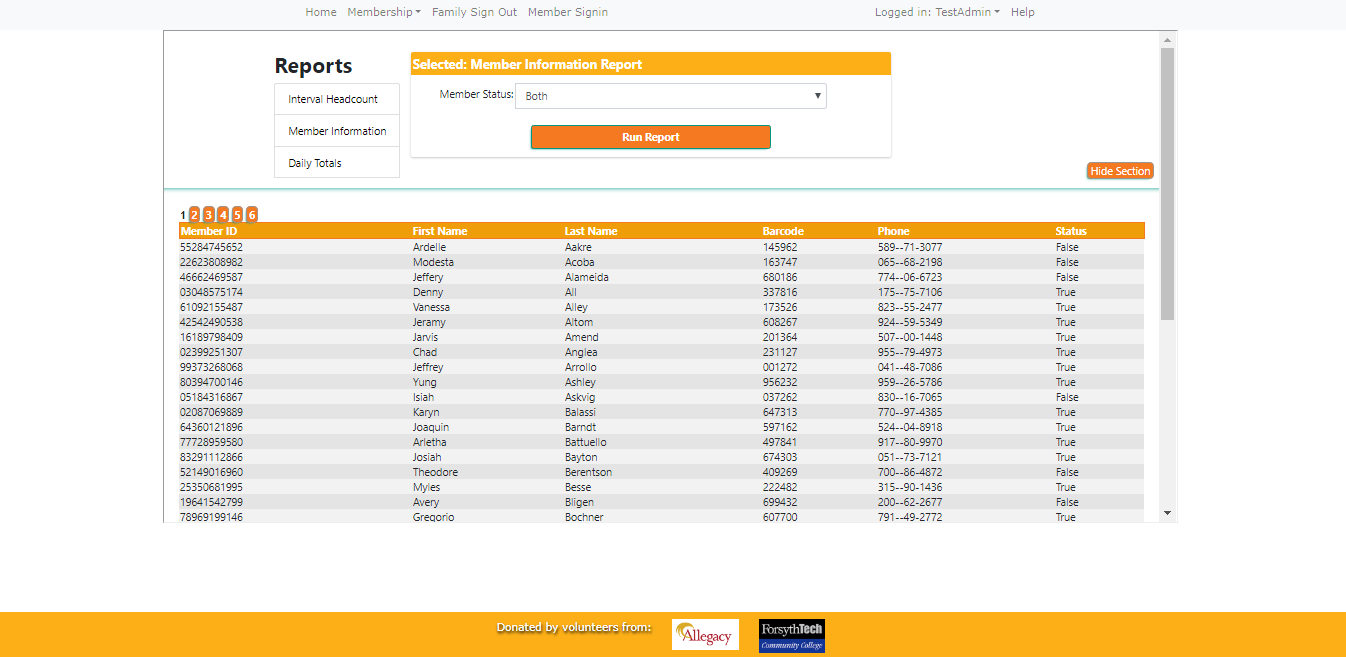 Home Membership Family Sign Out Member Signin Logged in: TestAdmin Help
Reports
Interval Headcount
Member Information
Daily Totals
Selected: Member Information Report
Member Status: Both
Run Report
Hide Section
1 2 3 4 5 6
Member ID First Name Last Name Barcode Phone Status
55284745652 Ardelle Aakre 145962 589--71-3077 False
22623808982 Modesta Acoba 163747 065--68-2198 False
46662469587 Jeffery Alameida 680186 774--06-6723 False
03048575174 Denny All 337816 175--75-7106 True
61092155487 Vanessa Alley 173526 823--55-2477 True
42542490538 Jeramy Altom 608267 924--59-5349 True
16189798409 Jarvis Amend 201364 507--00-1448 True
02399251307 Chad Anglea 231127 955--79-4973 True
99373268068 Jeffrey Arrollo 001272 041--48-7086 True
80394700146 Yung Ashley 956232 959--26-5786 True
05184316867 Isiah Askvig 037262 830--16-7065 False
02087069889 Karyn Balassi 647313 770--97-4385 True
64360121896 Joaquin Barndt 597162 524--04-8918 True
77728959580 Arletha Battuello 497841 917--80-9970 True
83291112866 Josiah Bayton 674303 051--73-7121 True
52149016960 Theodore Berentson 409269 700--86-4872 False
25350681995 Myles Besse 222482 315--90-1436 True
19641542799 Avery Bligen 699432 200--62-2677 False
78969199146 Gregorio Bochner 607700 791--49-2772 True
Donated by volunteers from: Allegacy ForsythTech
Community College